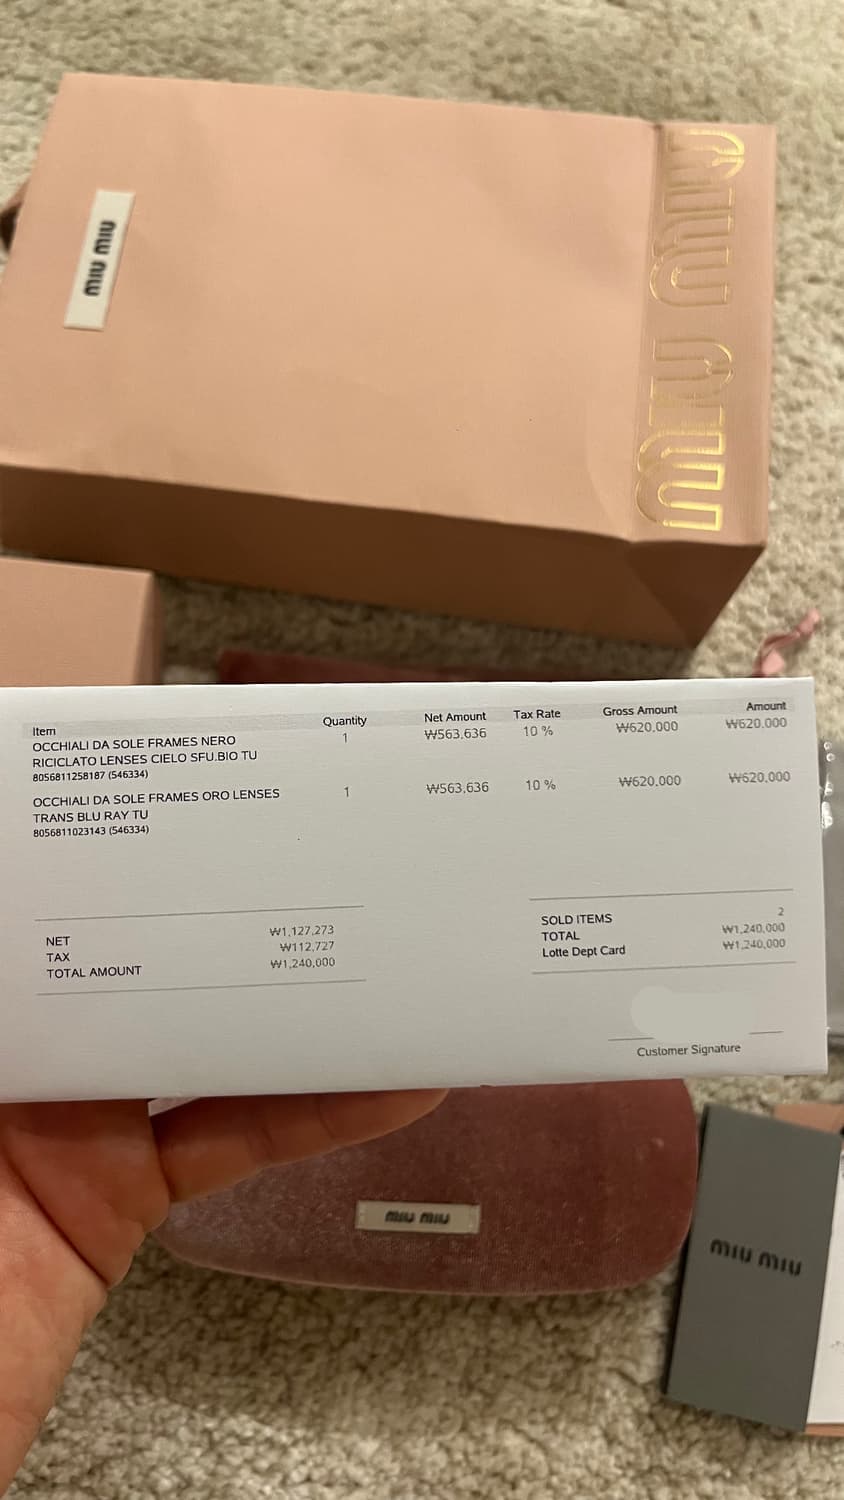 MIU MIU
MIU MIU
Item Quantity Net Amount Tax Rate Gross Amount Amount
OCCHIALI DA SOLE FRAMES NERO 1 ₩563,636 10 % ₩620,000 ₩620,000
RICICLATO LENSES CIELO SFU.BIO TU
8056811258187 (546334)
OCCHIALI DA SOLE FRAMES ORO LENSES 1 ₩563,636 10 % ₩620,000 ₩620,000
TRANS BLU RAY TU
8056811023143 (546334)
NET ₩1,127,273
TAX ₩112,727
TOTAL AMOUNT ₩1,240,000
SOLD ITEMS 2
TOTAL ₩1,240,000
Lotte Dept Card ₩1,240,000
Customer Signature
MIU MIU
MIU MIU